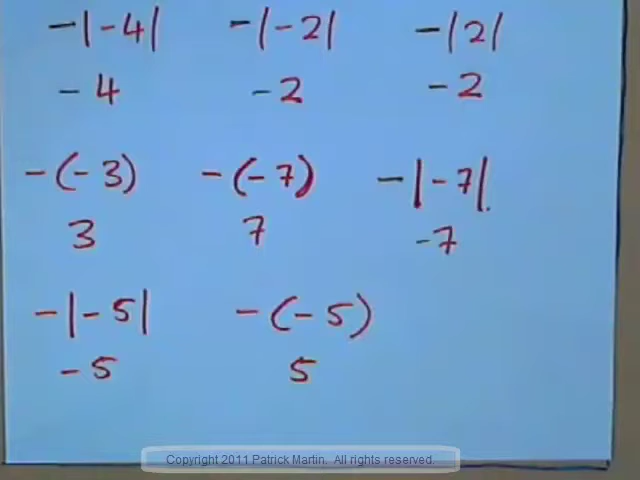 -|-4| -|-2| -|2|
-4 -2 -2
-(-3) -(-7) -|-7|.
3 7 -7
-|-5| -(-5)
-5 5
Copyright 2011 Patrick Martin. All rights reserved.